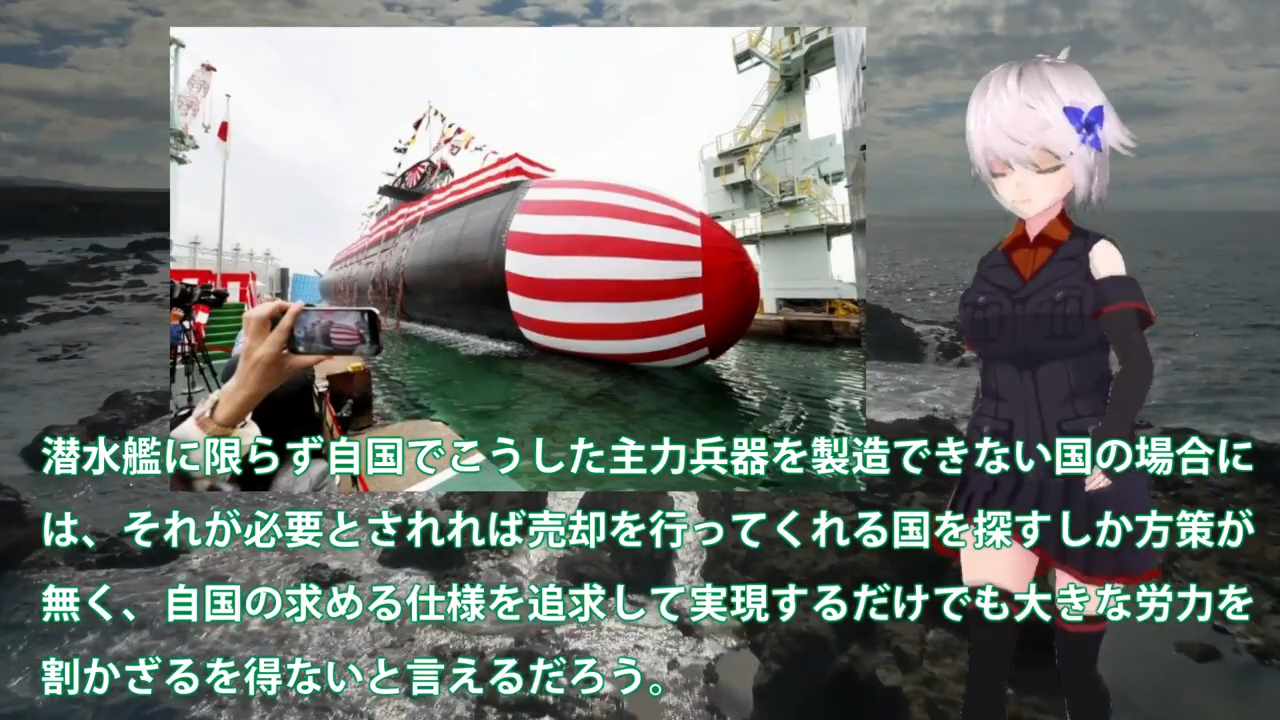 潜水艦に限らず自国でこうした主力兵器を製造できない国の場合に
は、それが必要とされれば売却を行ってくれる国を探すしか方策が
無く、自国の求める仕様を追求して実現するだけでも大きな労力を
割かざるを得ないと言えるだろう。